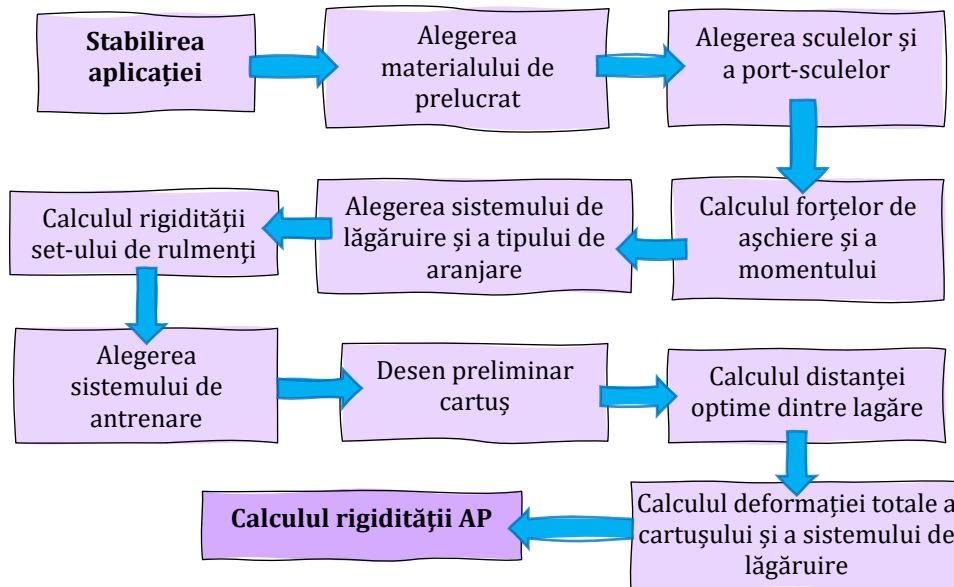 Stabilirea
aplicației
Alegerea
materialului de
prelucrat
Alegerea sculelor și
a port-sculelor
Calculul forțelor de
așchiere și a
momentului
Alegerea sistemului de
lăgăruire și a tipului de
aranjare
Calculul rigidității
set-ului de rulmenți
Alegerea
sistemului de
antrenare
Desen preliminar
cartuș
Calculul distanței
optime dintre lagăre
Calculul deformației totale a
cartușului și a sistemului de
lăgăruire
Calculul rigidității AP